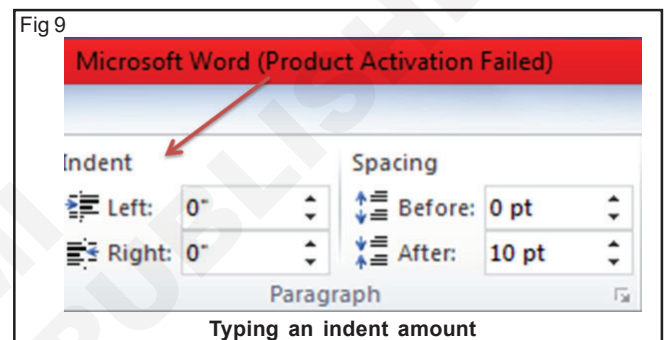 Fig 9
Microsoft Word (Product Activation Failed)
Indent Spacing
Left: 0" Before: 0 pt
Right: 0" After: 10 pt
Paragraph
Typing an indent amount